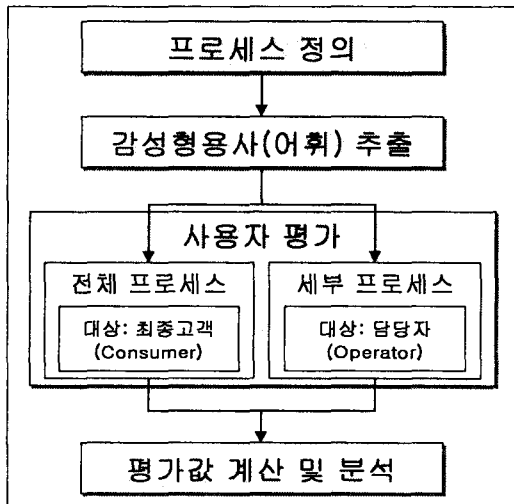 프로세스 정의
감성형용사(어휘) 추출
사용자 평가
전체 프로세스
대상: 최종고객
(Consumer)
세부 프로세스
대상: 담당자
(Operator)
평가값 계산 및 분석